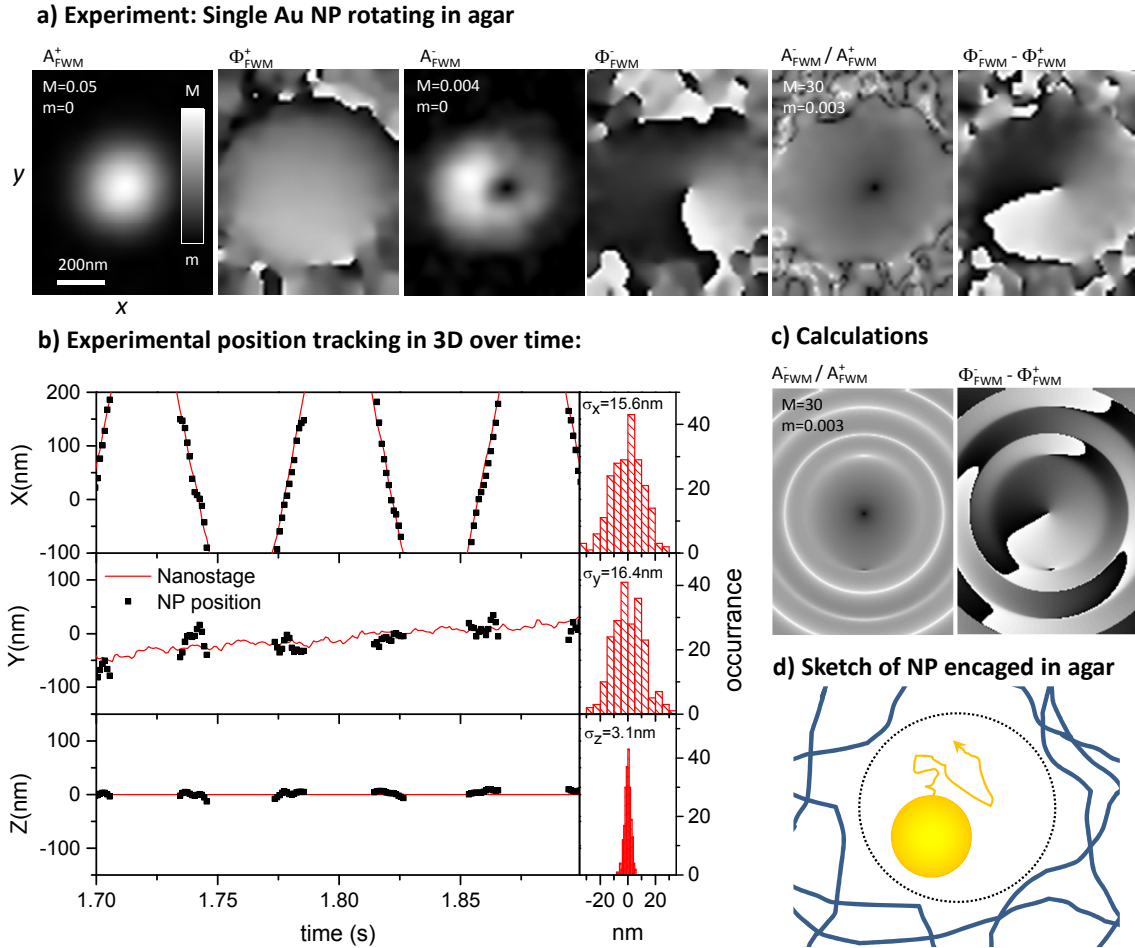 a) Experiment: Single Au NP rotating in agar
A⁺FWM Φ⁺FWM A⁻FWM Φ⁻FWM A⁻FWM / A⁺FWM Φ⁻FWM - Φ⁺FWM
M=0.05
m=0
M
m
M=0.004
m=0
M=30
m=0.003
y
200nm
x
b) Experimental position tracking in 3D over time:
X(nm)
200
100
0
-100
σx=15.6nm
40
20
0
Y(nm)
100
0
-100
Nanostage
NP position
σy=16.4nm
40
20
0
occurrance
Z(nm)
100
0
-100
σz=3.1nm
40
20
0
1.70 1.75 1.80 1.85
time (s)
-20 0 20
nm
c) Calculations
A⁻FWM / A⁺FWM Φ⁻FWM - Φ⁺FWM
M=30
m=0.003
d) Sketch of NP encaged in agar